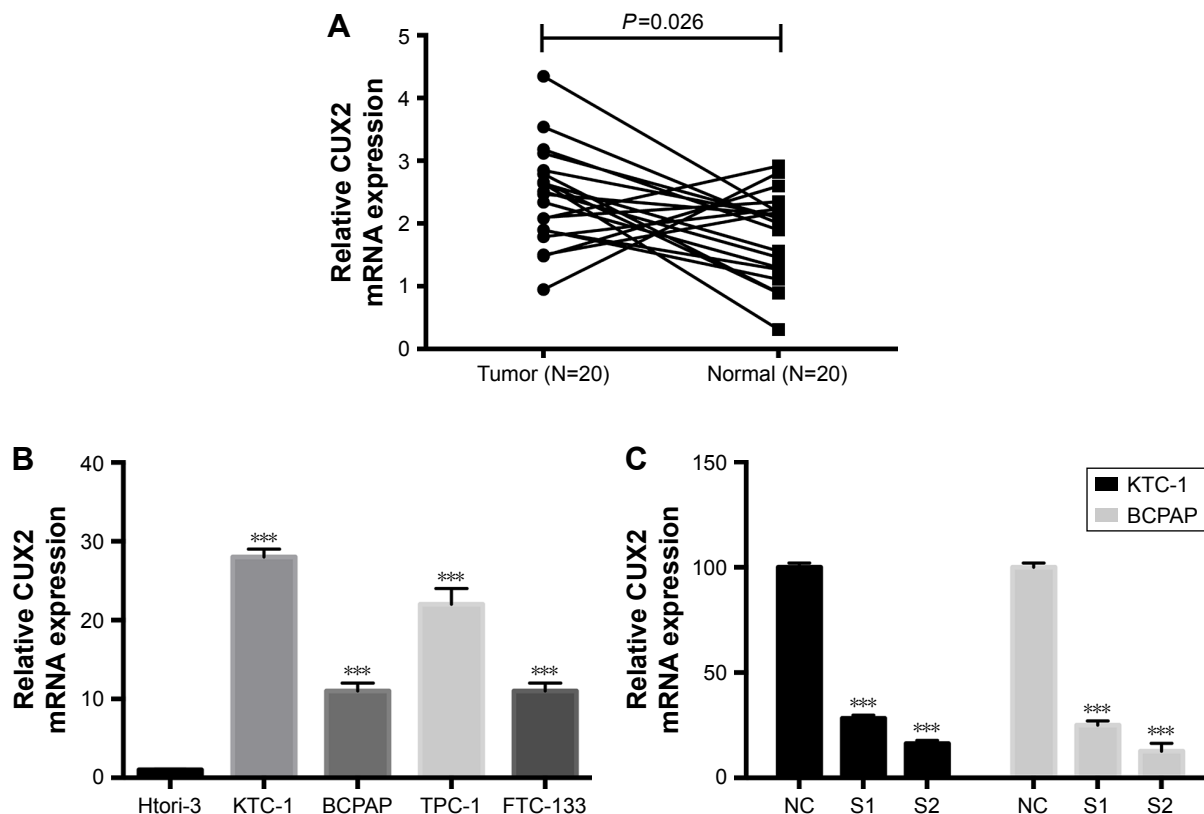 A
P=0.026
Relative CUX2
mRNA expression
5
4
3
2
1
0
Tumor (N=20) Normal (N=20)
B
Relative CUX2
mRNA expression
40
30
20
10
0
***
***
***
***
Htori-3 KTC-1 BCPAP TPC-1 FTC-133
C
Relative CUX2
mRNA expression
150
100
50
0
KTC-1
BCPAP
***
***
***
***
NC S1 S2 NC S1 S2